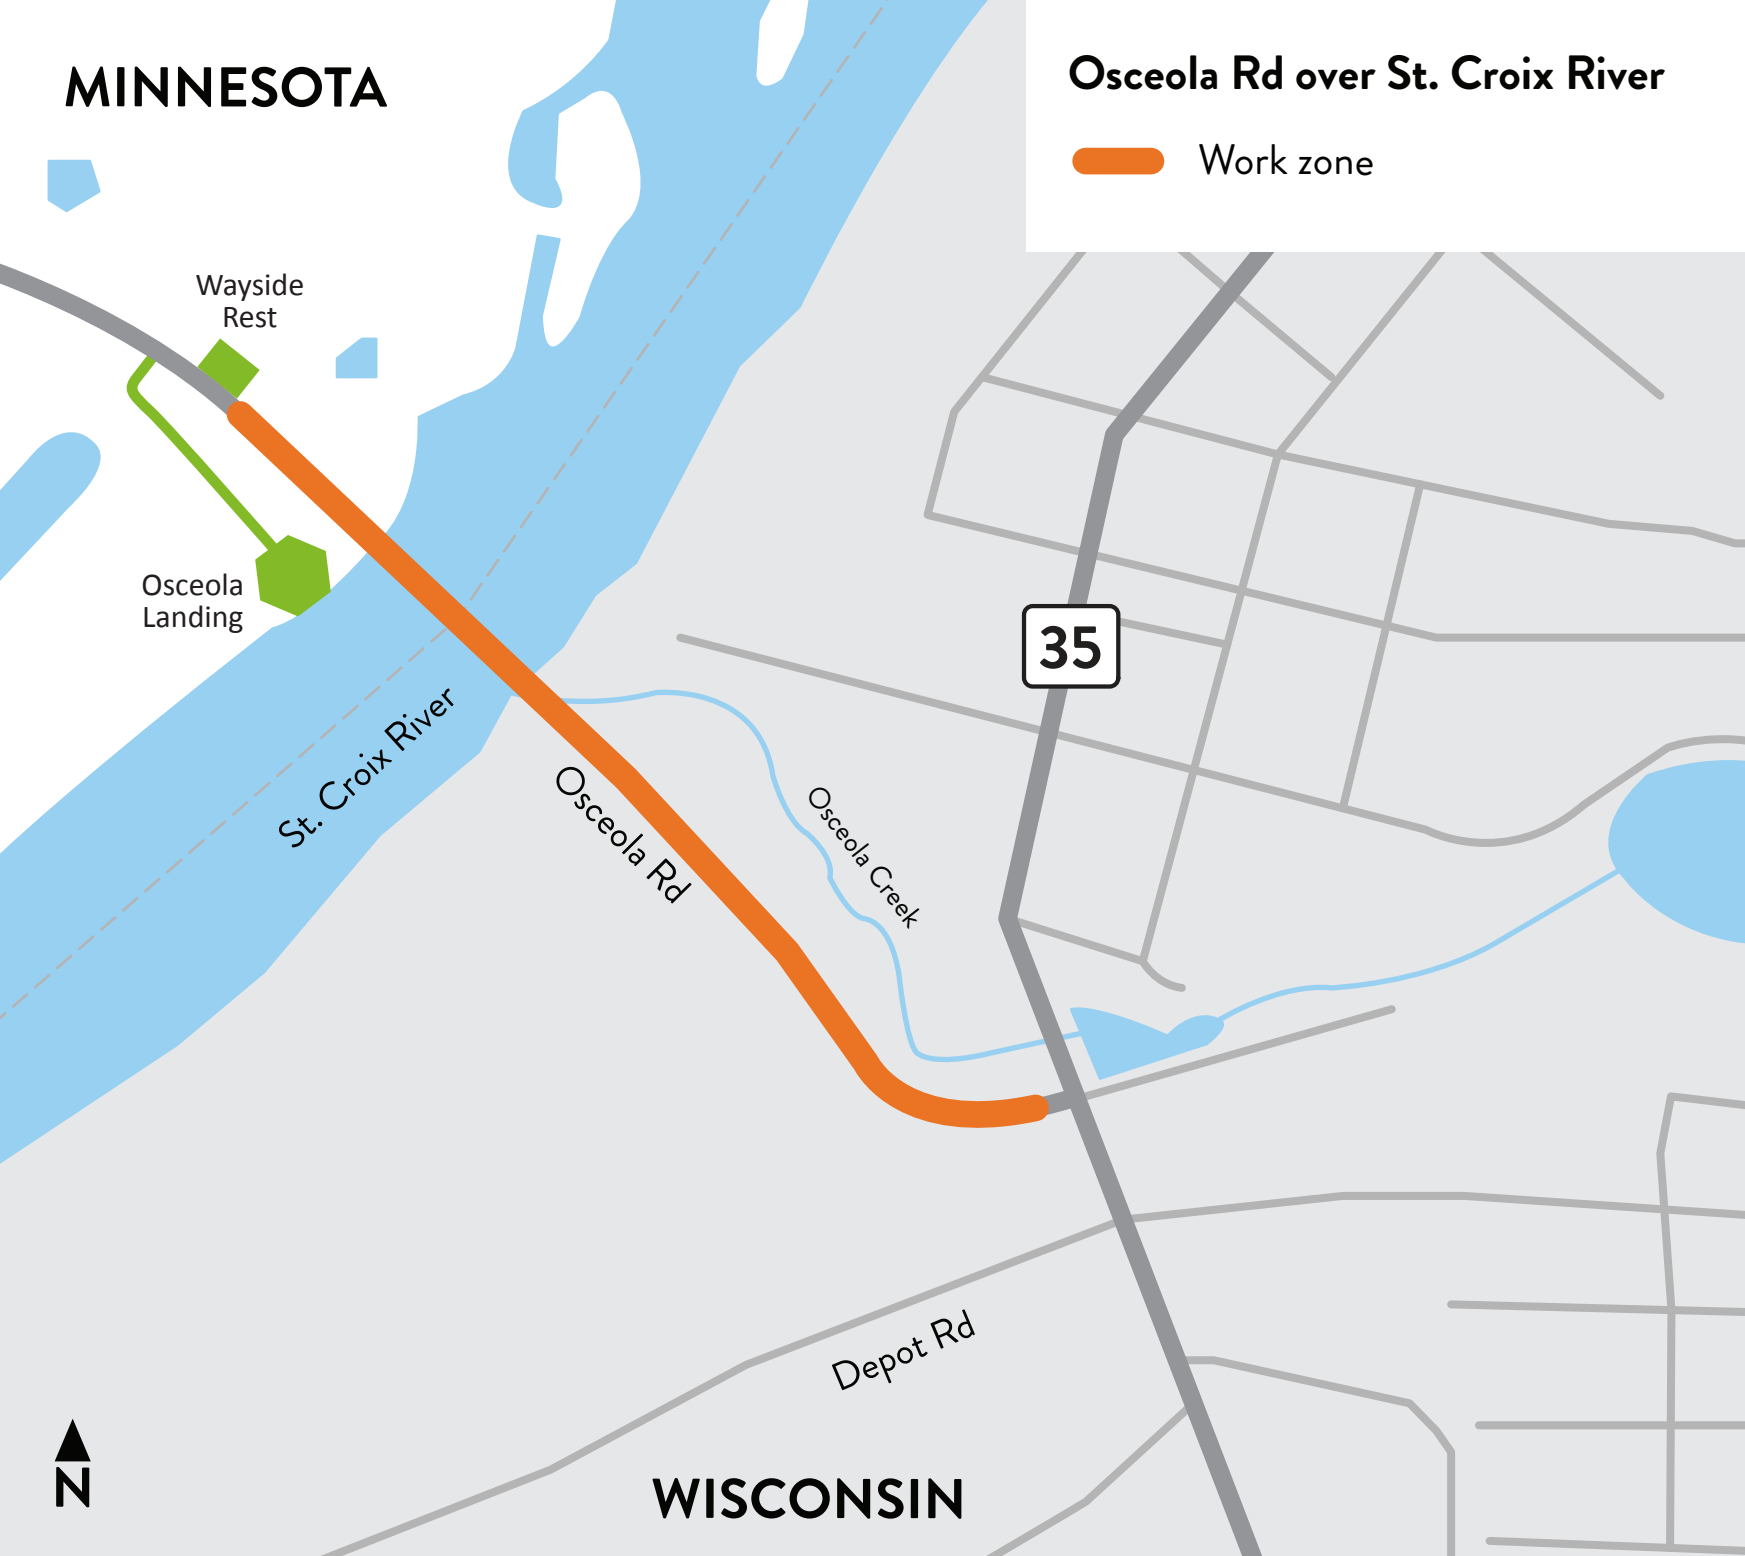 MINNESOTA
Osceola Rd over St. Croix River
Work zone
Wayside
Rest
Osceola
Landing
35
St. Croix River
Osceola Rd
Osceola Creek
Depot Rd
N
WISCONSIN